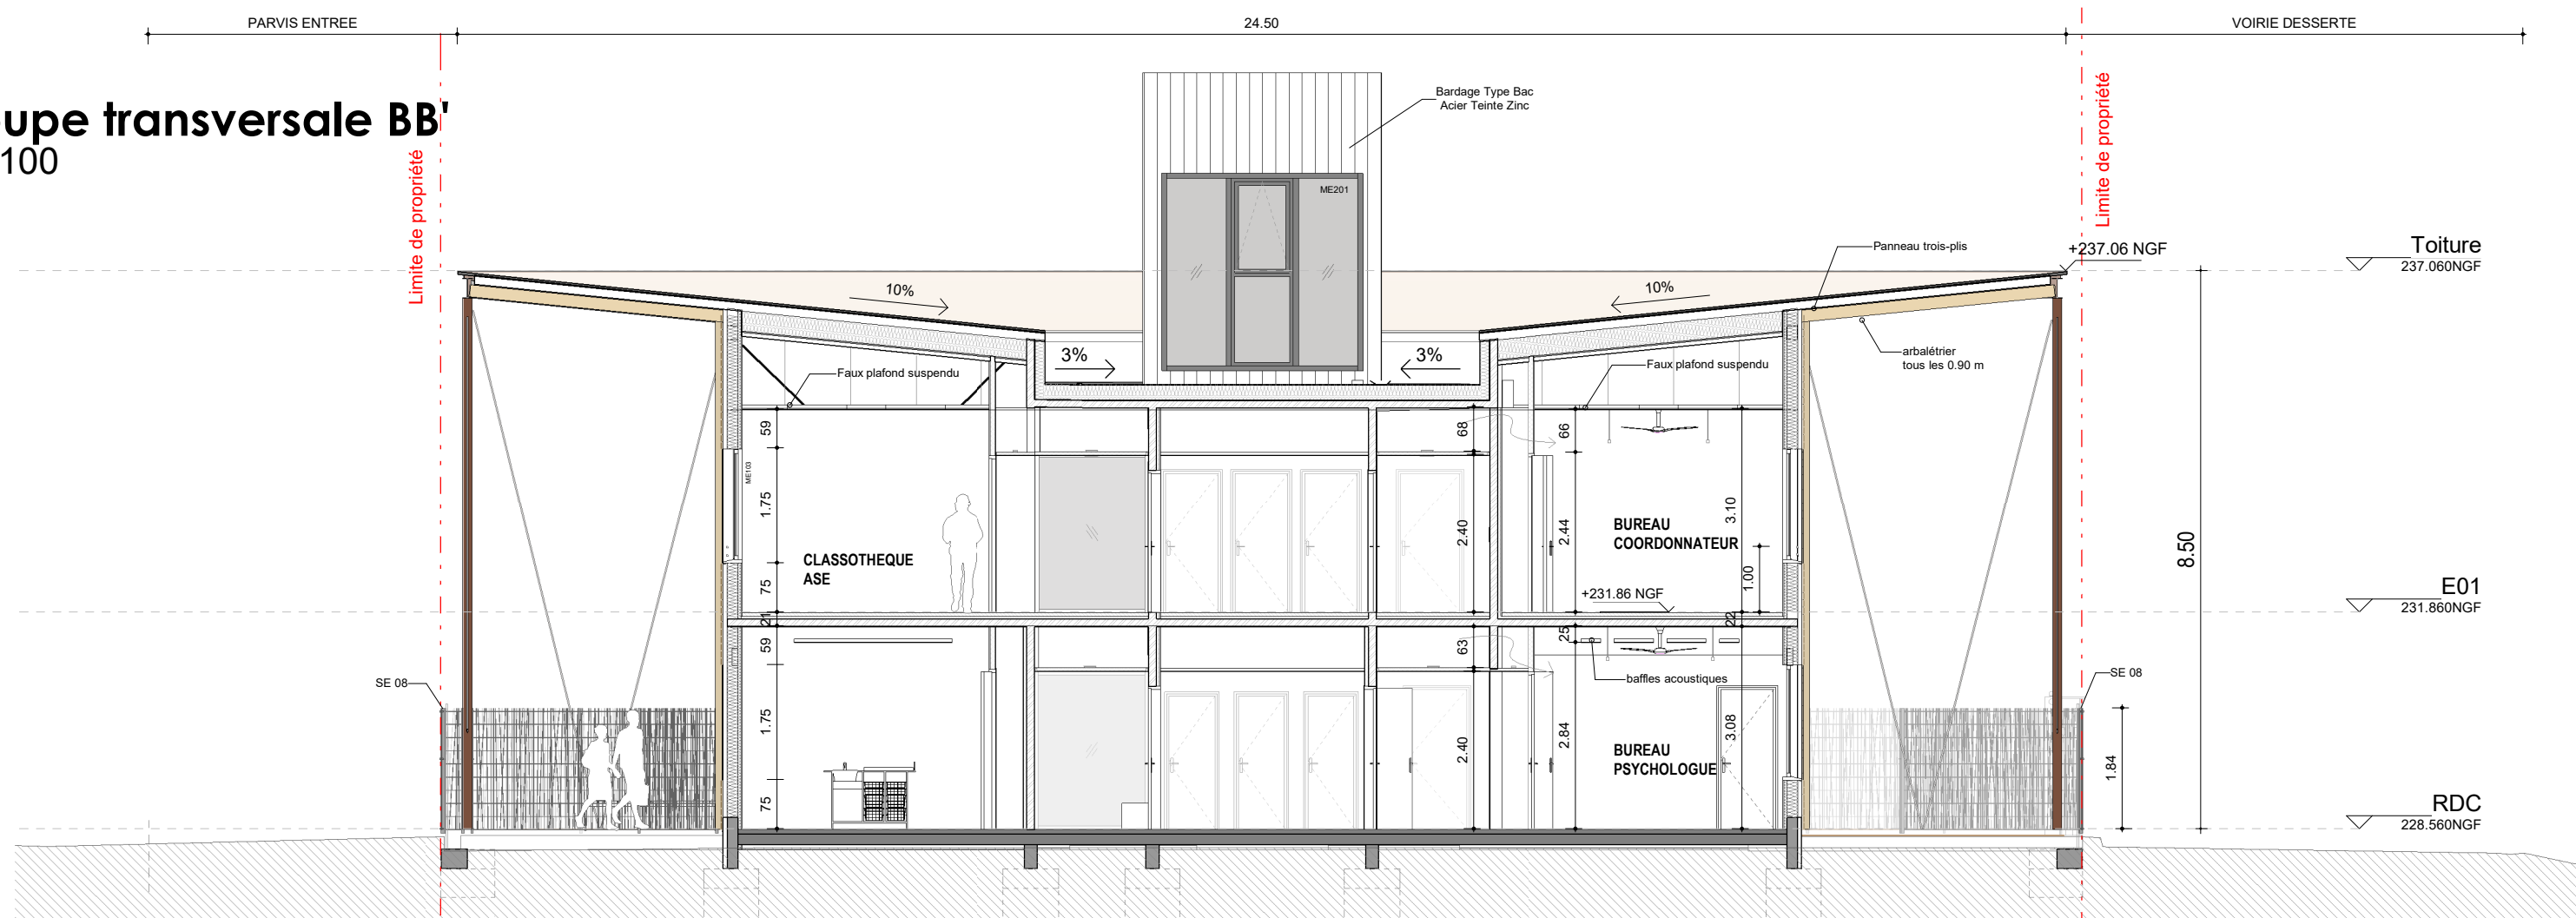 PARVIS ENTREE
24.50
VOIRIE DESSERTE
upe transversale BB'
100
Limite de propriété
Limite de propriété
Bardage Type Bac
Acier Teinte Zinc
ME201
Panneau trois-plis
+237.06 NGF
Toiture
237.060NGF
10%
10%
3%
3%
arbalétrier
tous les 0.90 m
Faux plafond suspendu
Faux plafond suspendu
59
68
66
ME103
1.75
2.40
2.44
3.10
8.50
CLASSOTHEQUE
ASE
BUREAU
COORDONNATEUR
75
1.00
+231.86 NGF
E01
231.860NGF
21
22
59
63
25
SE 08
baffles acoustiques
SE 08
1.75
2.40
2.84
3.08
BUREAU
PSYCHOLOGUE
1.84
75
RDC
228.560NGF